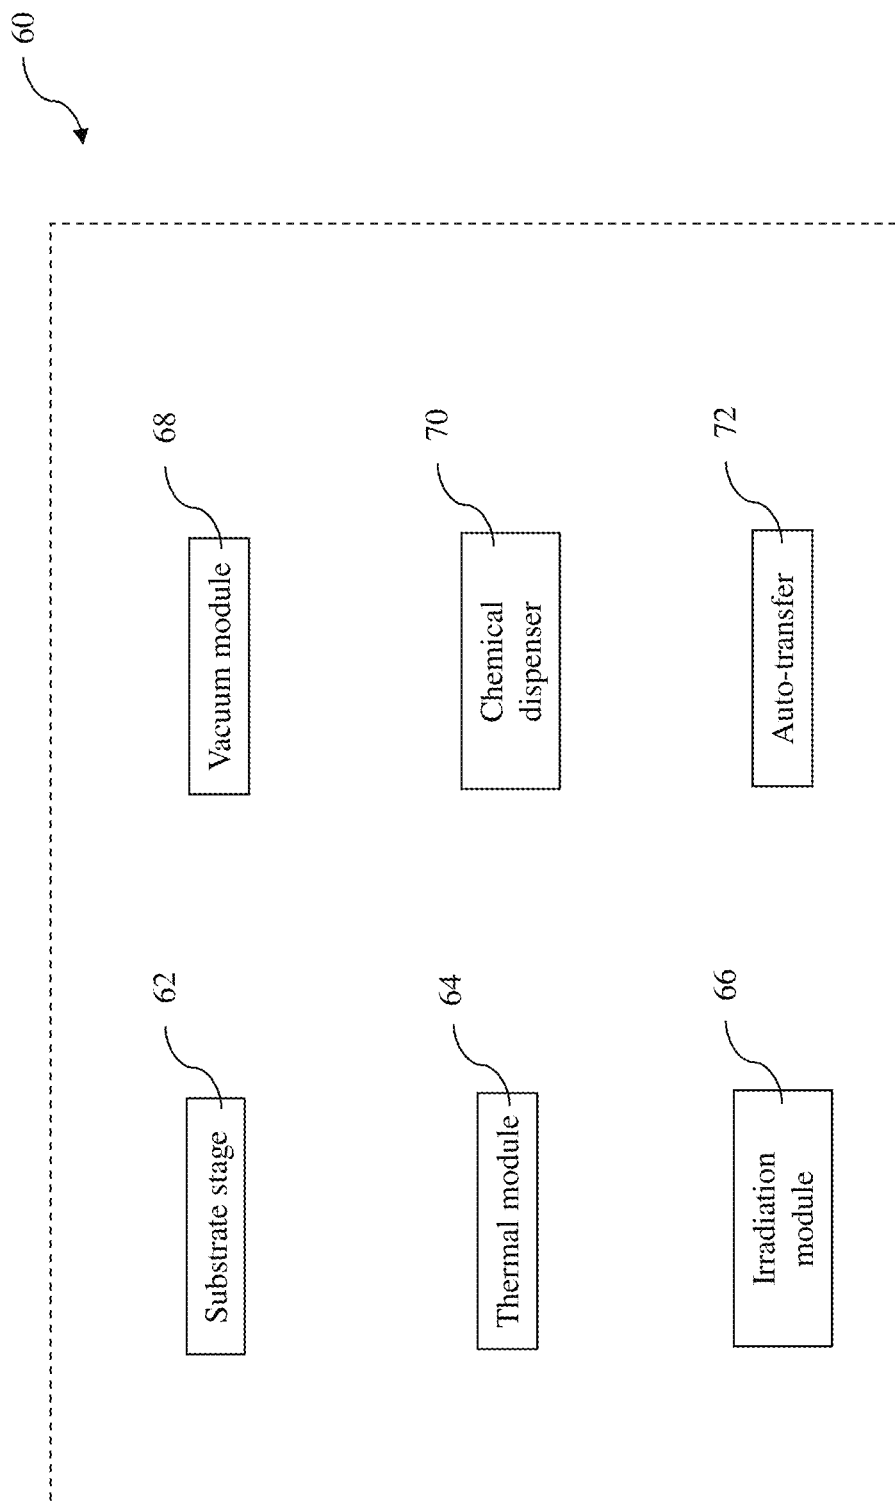 60
62
Substrate stage
68
Vacuum module
64
Thermal module
70
Chemical
dispenser
66
Irradiation
module
72
Auto-transfer